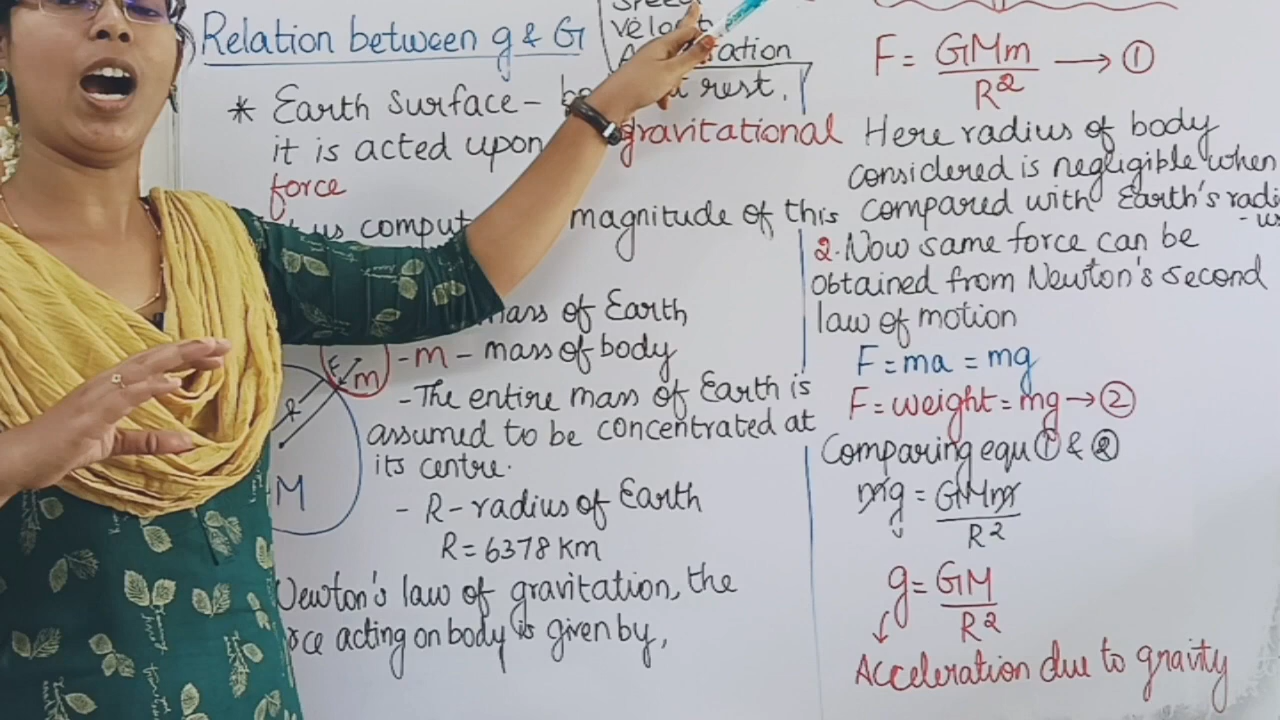 Relation between g & G
* Earth surface - at rest.
it is acted upon gravitational
force
us magnitude of this
mass of Earth
- m - mass of body
- The entire mass of Earth is
assumed to be concentrated at
its centre.
- R - radius of Earth
R = 6378 km
Newton's law of gravitation, the
acting on body is given by,
R
m
M
F = GMm/R² → ①
Here radius of body
considered is negligible when
compared with Earth's radi
-us
2. Now same force can be
obtained from Newton's second
law of motion
F = ma = mg
F = weight = mg → ②
Comparing equ ① & ②
mg = GMm/R²
g = GM/R²
Acceleration due to gravity